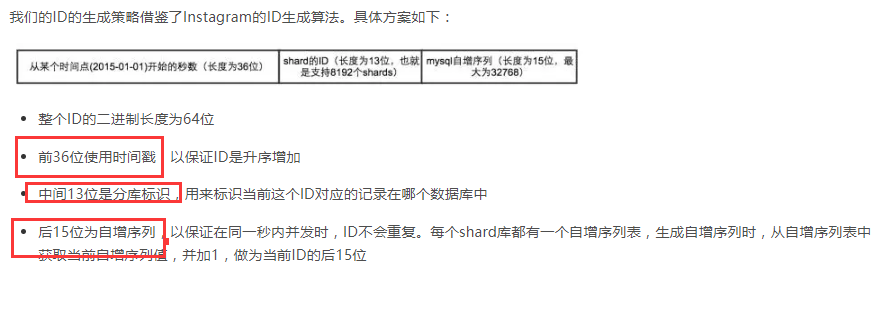 我们的ID的生成策略借鉴了Instagram的ID生成算法。具体方案如下：
从某个时间点(2015-01-01)开始的秒数（长度为36位）
shard的ID（长度为13位，也就
是支持8192个shards）
mysql自增序列（长度为15位，最
大为32768）
整个ID的二进制长度为64位
前36位使用时间戳，以保证ID是升序增加
中间13位是分库标识，用来标识当前这个ID对应的记录在哪个数据库中
后15位为自增序列，以保证在同一秒内并发时，ID不会重复。每个shard库都有一个自增序列表，生成自增序列时，从自增序列表中
获取当前自增序列值，并加1，做为当前ID的后15位